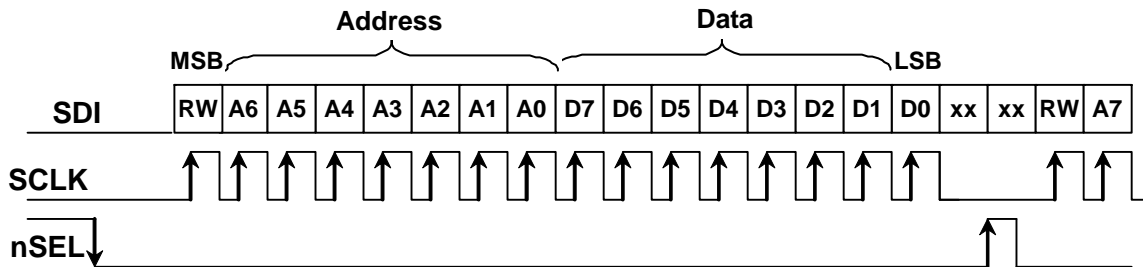 Address Data
MSB LSB
SDI RW A6 A5 A4 A3 A2 A1 A0 D7 D6 D5 D4 D3 D2 D1 D0 xx xx RW A7
SCLK
nSEL